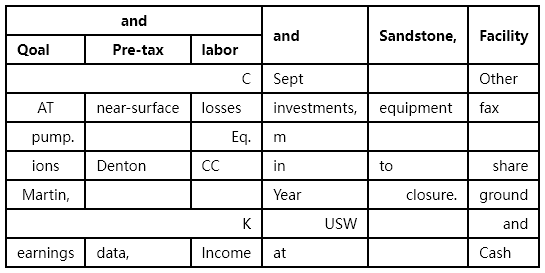 and and Sandstone, Facility
Qoal Pre-tax labor
C Sept Other
AT near-surface losses investments, equipment fax
pump. Eq. m
ions Denton CC in to share
Martin, Year closure. ground
K USW and
earnings data, Income at Cash